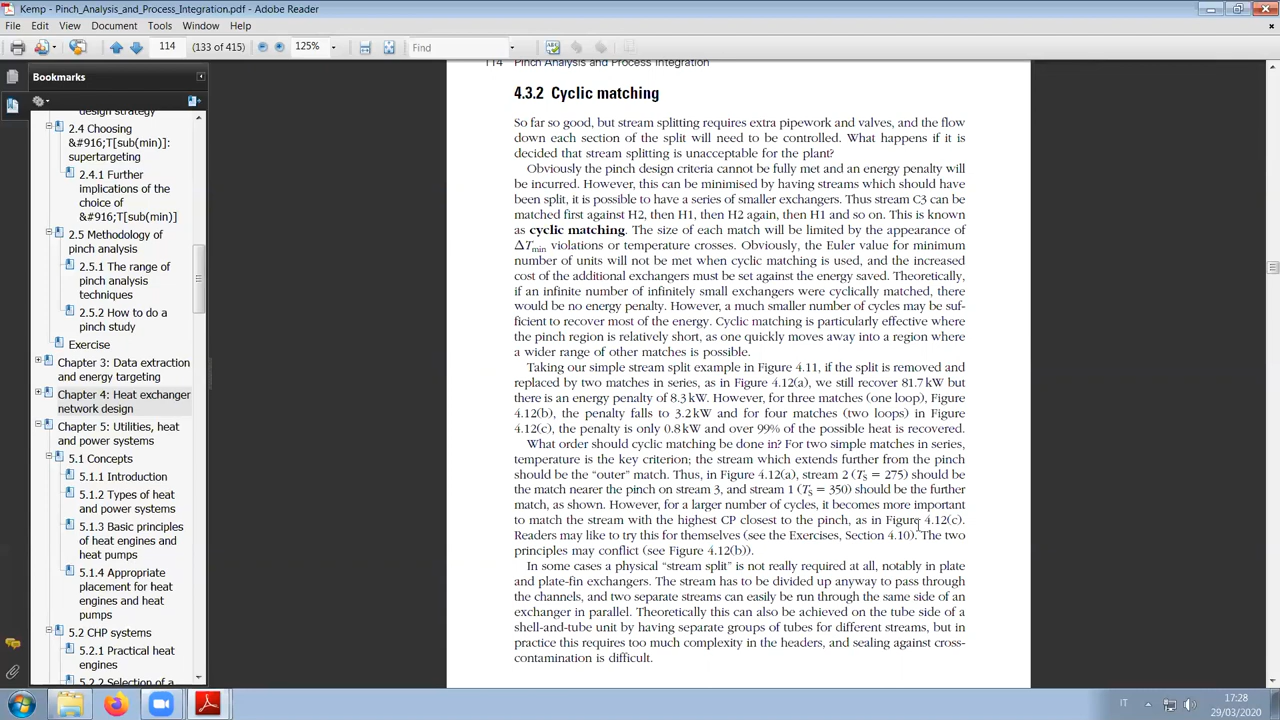 Kemp - Pinch_Analysis_and_Process_Integration.pdf - Adobe Reader
File Edit View Document Tools Window Help
114 (133 of 415) 125% Find
Bookmarks
design strategy
2.4 Choosing
&#916;T[sub(min)]:
supertargeting
2.4.1 Further
implications of the
choice of
&#916;T[sub(min)]
2.5 Methodology of
pinch analysis
2.5.1 The range of
pinch analysis
techniques
2.5.2 How to do a
pinch study
Exercise
Chapter 3: Data extraction
and energy targeting
Chapter 4: Heat exchanger
network design
Chapter 5: Utilities, heat
and power systems
5.1 Concepts
5.1.1 Introduction
5.1.2 Types of heat
and power systems
5.1.3 Basic principles
of heat engines and
heat pumps
5.1.4 Appropriate
placement for heat
engines and heat
pumps
5.2 CHP systems
5.2.1 Practical heat
engines
5.2.2 Selection of a
114 Pinch Analysis and Process Integration
4.3.2 Cyclic matching
So far so good, but stream splitting requires extra pipework and valves, and the flow
down each section of the split will need to be controlled. What happens if it is
decided that stream splitting is unacceptable for the plant?
Obviously the pinch design criteria cannot be fully met and an energy penalty will
be incurred. However, this can be minimised by having streams which should have
been split, it is possible to have a series of smaller exchangers. Thus stream C3 can be
matched first against H2, then H1, then H2 again, then H1 and so on. This is known
as cyclic matching. The size of each match will be limited by the appearance of
ΔTmin violations or temperature crosses. Obviously, the Euler value for minimum
number of units will not be met when cyclic matching is used, and the increased
cost of the additional exchangers must be set against the energy saved. Theoretically,
if an infinite number of infinitely small exchangers were cyclically matched, there
would be no energy penalty. However, a much smaller number of cycles may be suf-
ficient to recover most of the energy. Cyclic matching is particularly effective where
the pinch region is relatively short, as one quickly moves away into a region where
a wider range of other matches is possible.
Taking our simple stream split example in Figure 4.11, if the split is removed and
replaced by two matches in series, as in Figure 4.12(a), we still recover 81.7 kW but
there is an energy penalty of 8.3 kW. However, for three matches (one loop), Figure
4.12(b), the penalty falls to 3.2 kW and for four matches (two loops) in Figure
4.12(c), the penalty is only 0.8 kW and over 99% of the possible heat is recovered.
What order should cyclic matching be done in? For two simple matches in series,
temperature is the key criterion; the stream which extends further from the pinch
should be the “outer” match. Thus, in Figure 4.12(a), stream 2 (TS = 275) should be
the match nearer the pinch on stream 3, and stream 1 (TS = 350) should be the further
match, as shown. However, for a larger number of cycles, it becomes more important
to match the stream with the highest CP closest to the pinch, as in Figure 4.12(c).
Readers may like to try this for themselves (see the Exercises, Section 4.10). The two
principles may conflict (see Figure 4.12(b)).
In some cases a physical “stream split” is not really required at all, notably in plate
and plate-fin exchangers. The stream has to be divided up anyway to pass through
the channels, and two separate streams can easily be run through the same side of an
exchanger in parallel. Theoretically this can also be achieved on the tube side of a
shell-and-tube unit by having separate groups of tubes for different streams, but in
practice this requires too much complexity in the headers, and sealing against cross-
contamination is difficult.
IT
17:28
29/03/2020